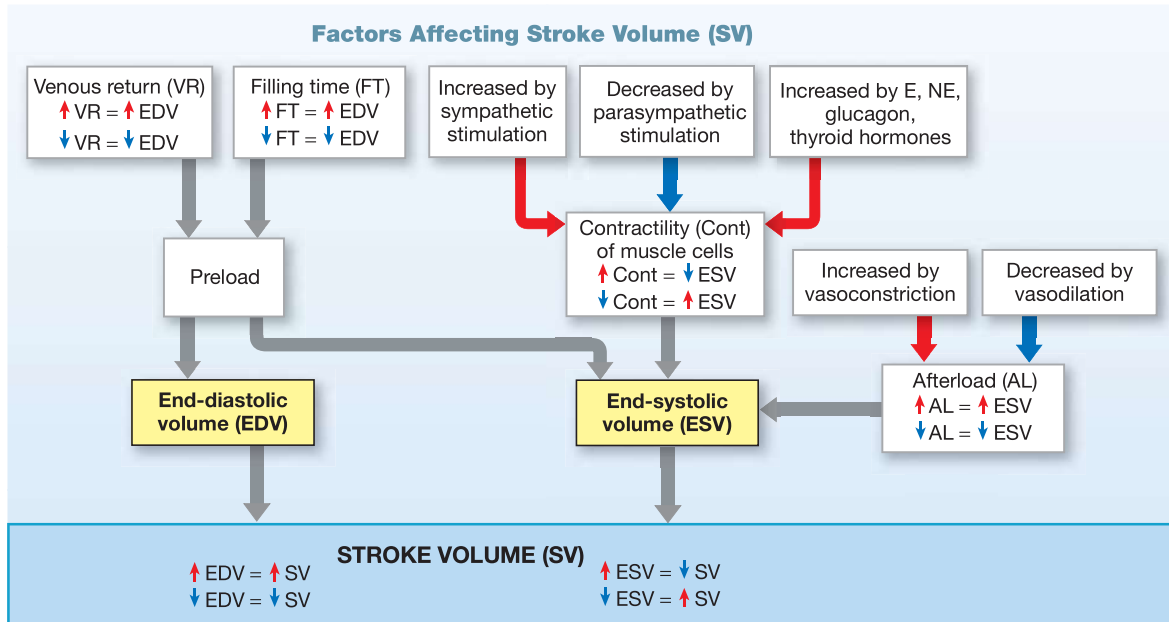 Factors Affecting Stroke Volume (SV)
Venous return (VR)
↑ VR = ↑ EDV
↓ VR = ↓ EDV
Filling time (FT)
↑ FT = ↑ EDV
↓ FT = ↓ EDV
Increased by
sympathetic
stimulation
Decreased by
parasympathetic
stimulation
Increased by E, NE,
glucagon,
thyroid hormones
Preload
Contractility (Cont)
of muscle cells
↑ Cont = ↓ ESV
↓ Cont = ↑ ESV
Increased by
vasoconstriction
Decreased by
vasodilation
End-diastolic
volume (EDV)
End-systolic
volume (ESV)
Afterload (AL)
↑ AL = ↑ ESV
↓ AL = ↓ ESV
STROKE VOLUME (SV)
↑ EDV = ↑ SV
↓ EDV = ↓ SV
↑ ESV = ↓ SV
↓ ESV = ↑ SV